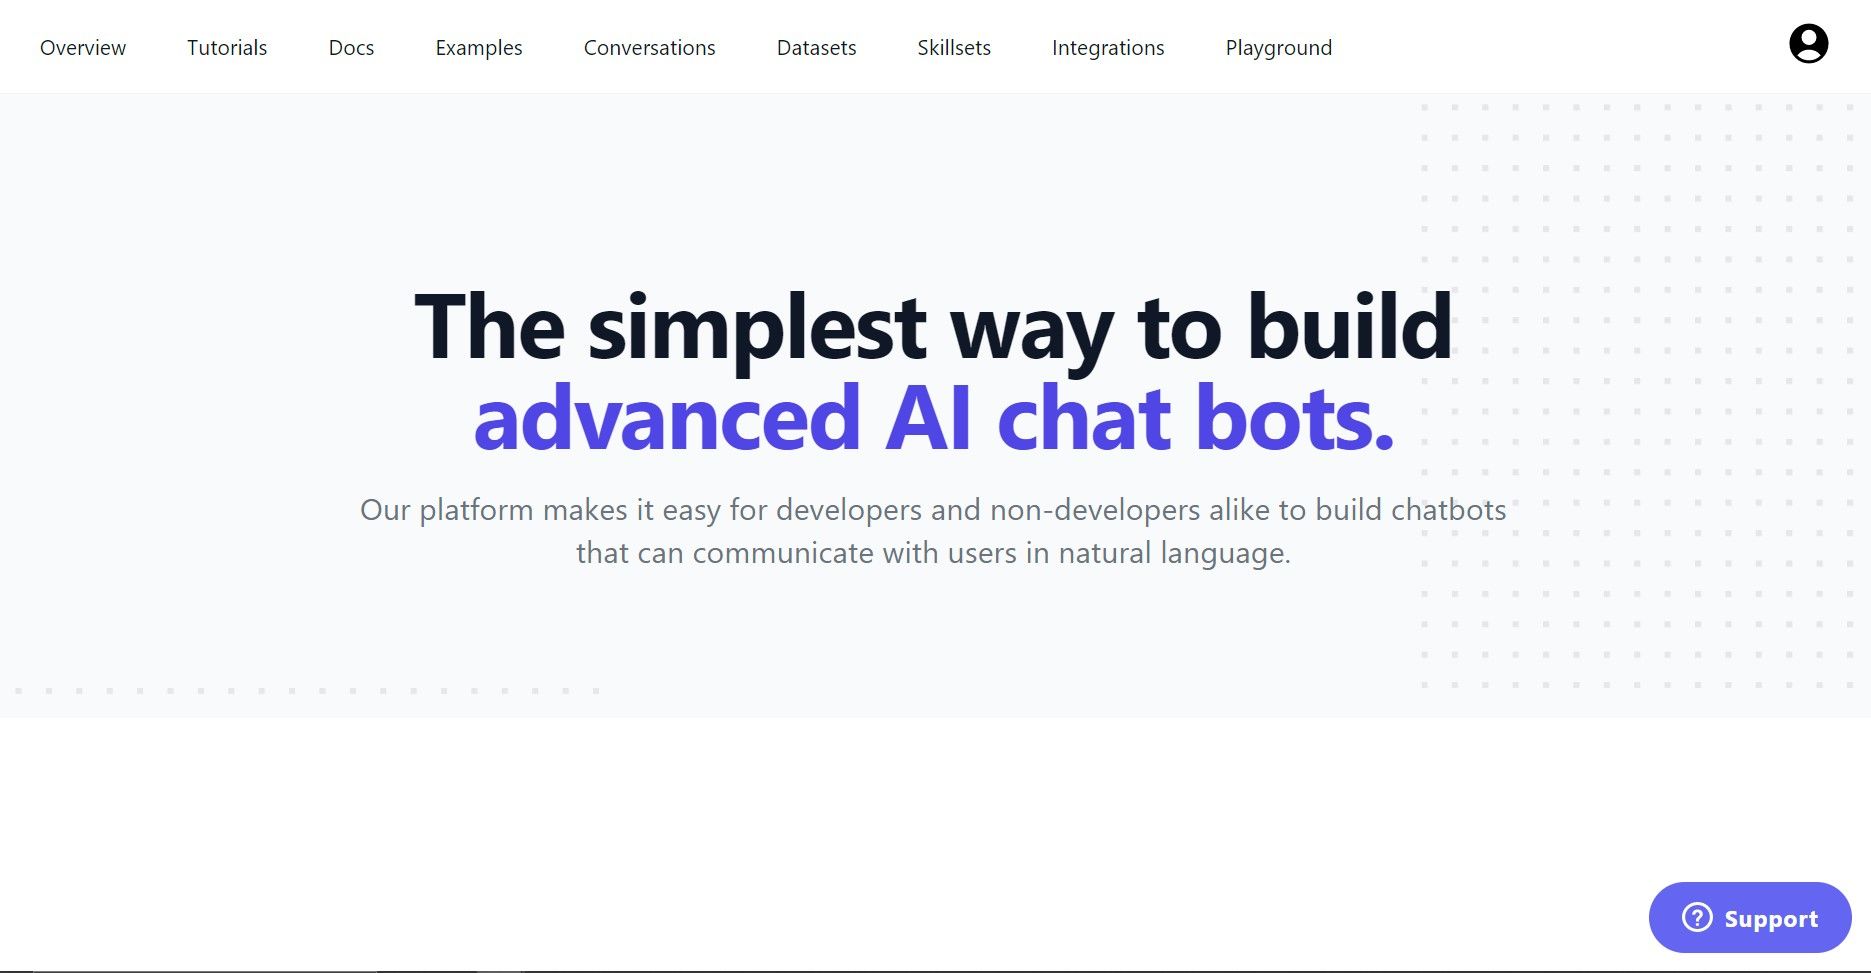 Overview Tutorials Docs Examples Conversations Datasets Skillsets Integrations Playground
The simplest way to build
advanced AI chat bots.
Our platform makes it easy for developers and non-developers alike to build chatbots
that can communicate with users in natural language.
Support